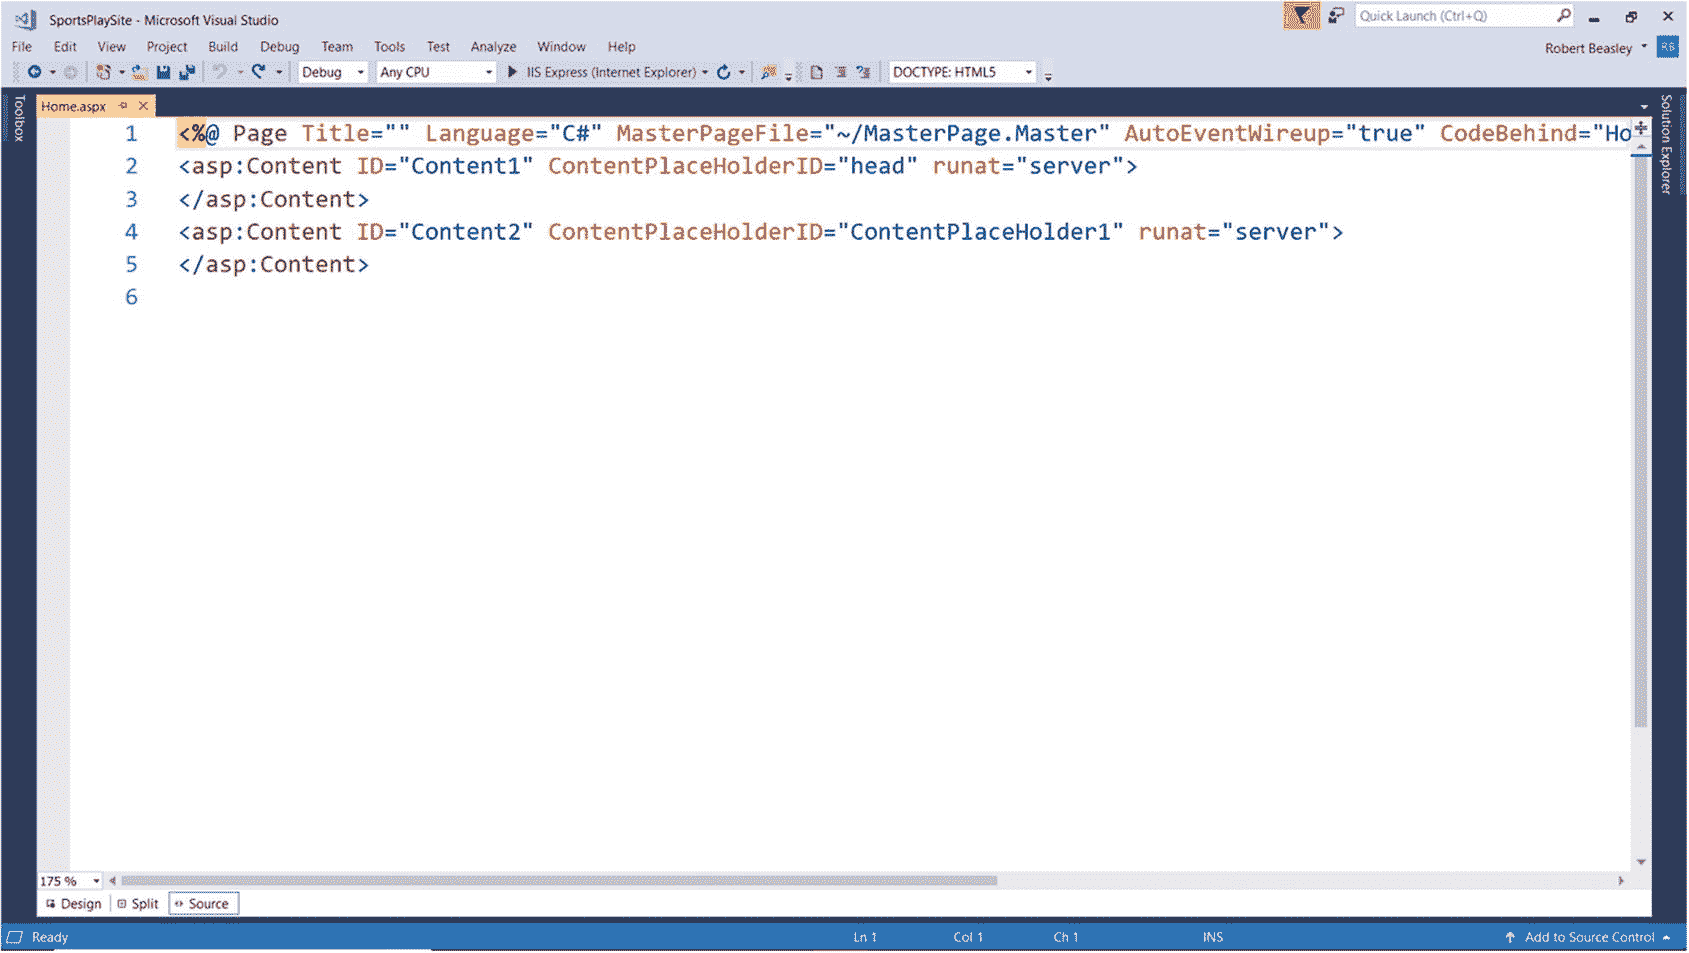 SportsPlaySite - Microsoft Visual Studio
Quick Launch (Ctrl+Q)
File Edit View Project Build Debug Team Tools Test Analyze Window Help
Robert Beasley
RB
Debug Any CPU IIS Express (Internet Explorer) DOCTYPE: HTML5
Toolbox
Home.aspx
Solution Explorer
1 <%@ Page Title="" Language="C#" MasterPageFile="~/MasterPage.Master" AutoEventWireup="true" CodeBehind="Ho
2 <asp:Content ID="Content1" ContentPlaceHolderID="head" runat="server">
3 </asp:Content>
4 <asp:Content ID="Content2" ContentPlaceHolderID="ContentPlaceHolder1" runat="server">
5 </asp:Content>
6
175 %
Design Split Source
Ready Ln 1 Col 1 Ch 1 INS Add to Source Control